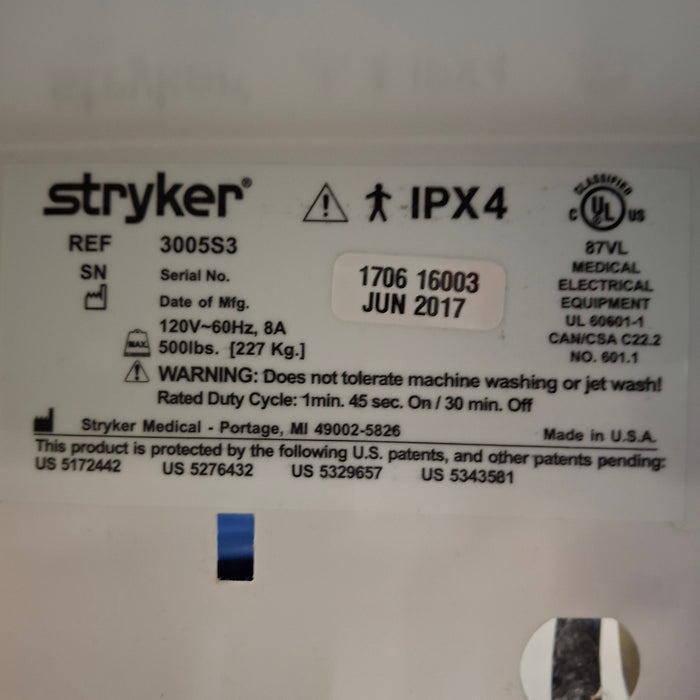 stryker®
IPX4
REF 3005S3
SN Serial No. 1706 16003
Date of Mfg. JUN 2017
120V~60Hz, 8A
MAX. 500lbs. [227 Kg.]
CLASSIFIED
C UL US
87VL
MEDICAL
ELECTRICAL
EQUIPMENT
UL 60601-1
CAN/CSA C22.2
NO. 601.1
WARNING: Does not tolerate machine washing or jet wash!
Rated Duty Cycle: 1min. 45 sec. On / 30 min. Off
Stryker Medical - Portage, MI 49002-5826 Made in U.S.A.
This product is protected by the following U.S. patents, and other patents pending:
US 5172442 US 5276432 US 5329657 US 5343581